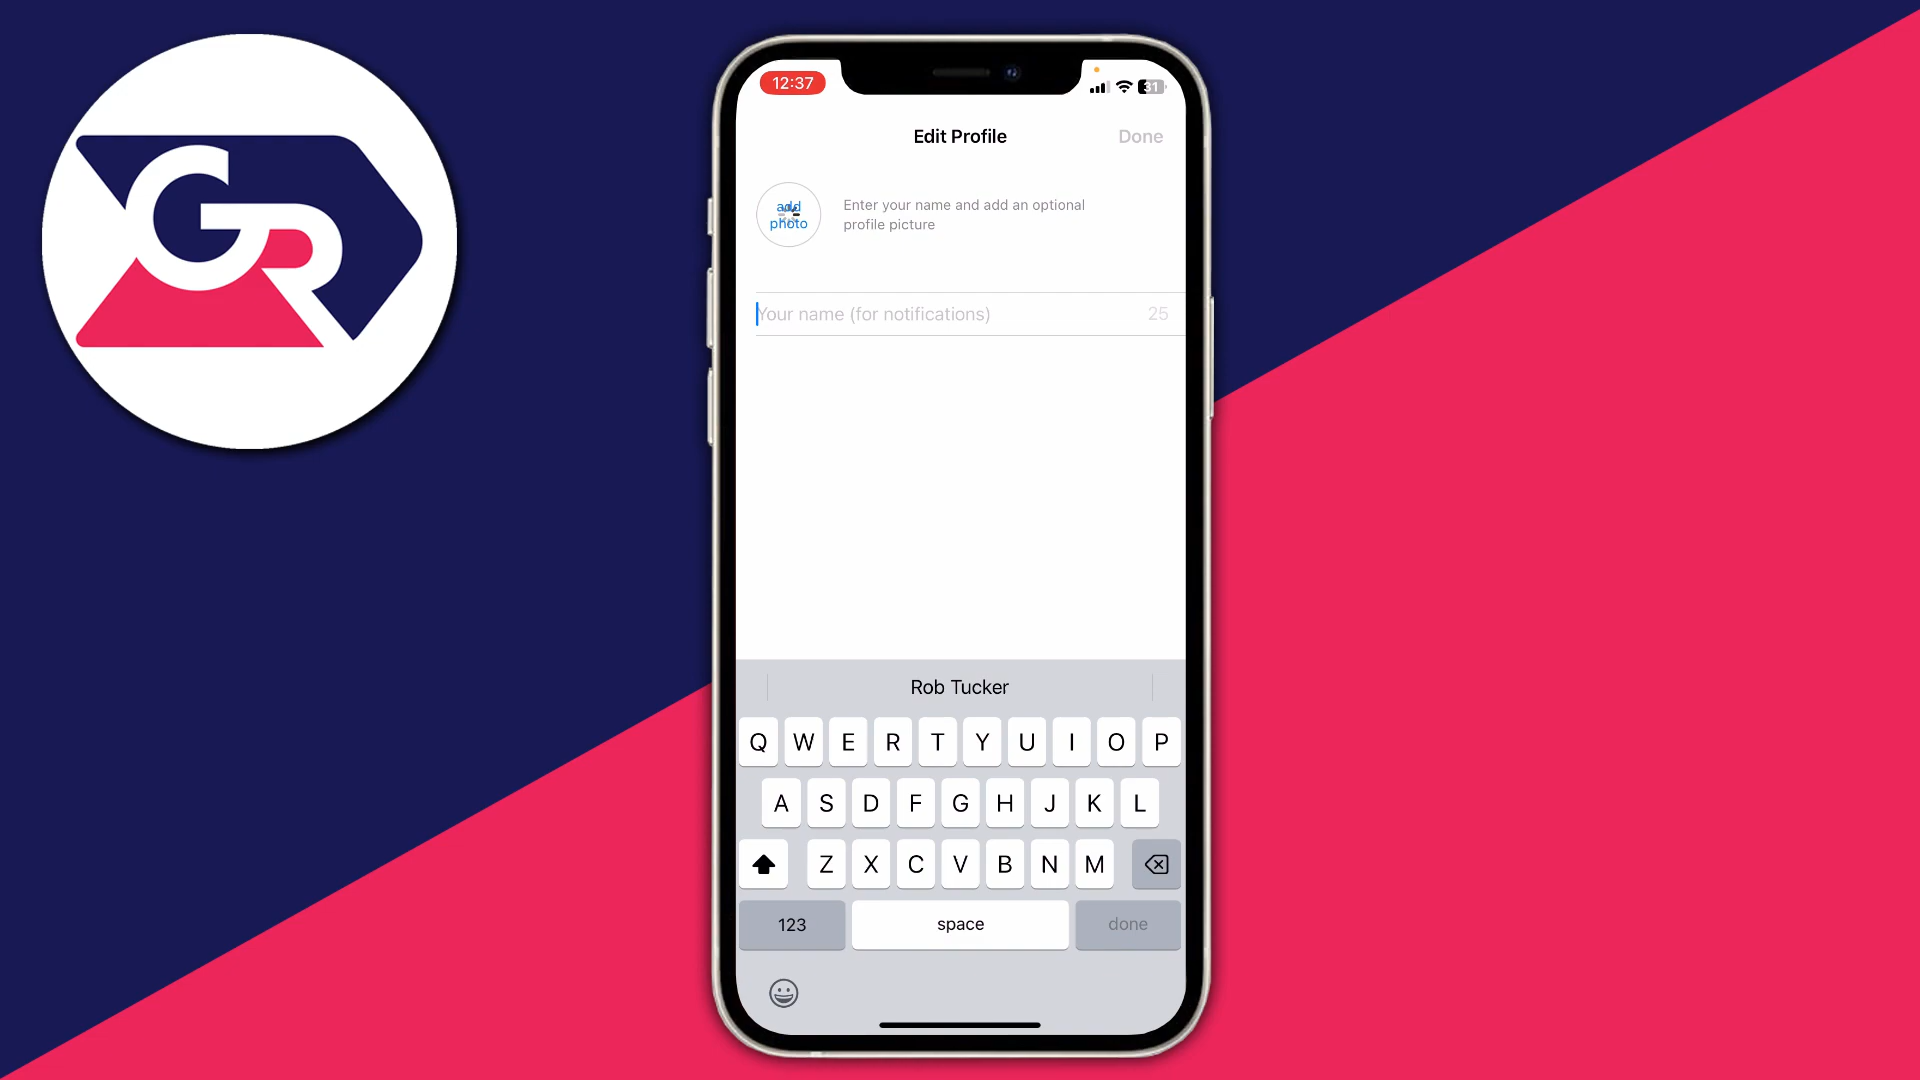 GR
12:37
31
Edit Profile
Done
add
photo
Enter your name and add an optional
profile picture
Your name (for notifications)
25
Rob Tucker
Q W E R T Y U I O P
A S D F G H J K L
Z X C V B N M
123
space
done